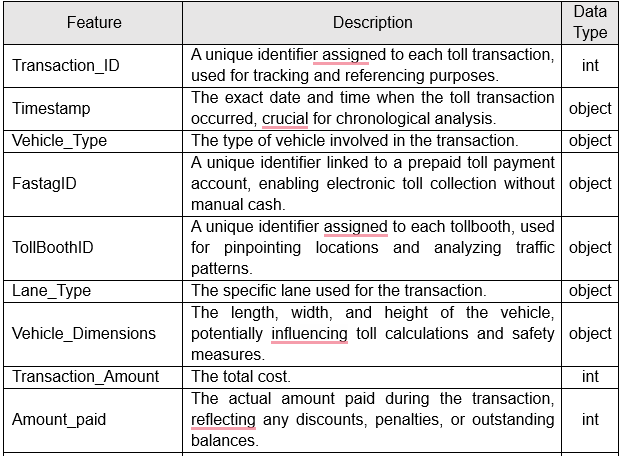 Feature Description Data Type
Transaction_ID A unique identifier assigned to each toll transaction, used for tracking and referencing purposes. int
Timestamp The exact date and time when the toll transaction occurred, crucial for chronological analysis. object
Vehicle_Type The type of vehicle involved in the transaction. object
FastagID A unique identifier linked to a prepaid toll payment account, enabling electronic toll collection without manual cash. object
TollBoothID A unique identifier assigned to each tollbooth, used for pinpointing locations and analyzing traffic patterns. object
Lane_Type The specific lane used for the transaction. object
Vehicle_Dimensions The length, width, and height of the vehicle, potentially influencing toll calculations and safety measures. object
Transaction_Amount The total cost. int
Amount_paid The actual amount paid during the transaction, reflecting any discounts, penalties, or outstanding balances. int